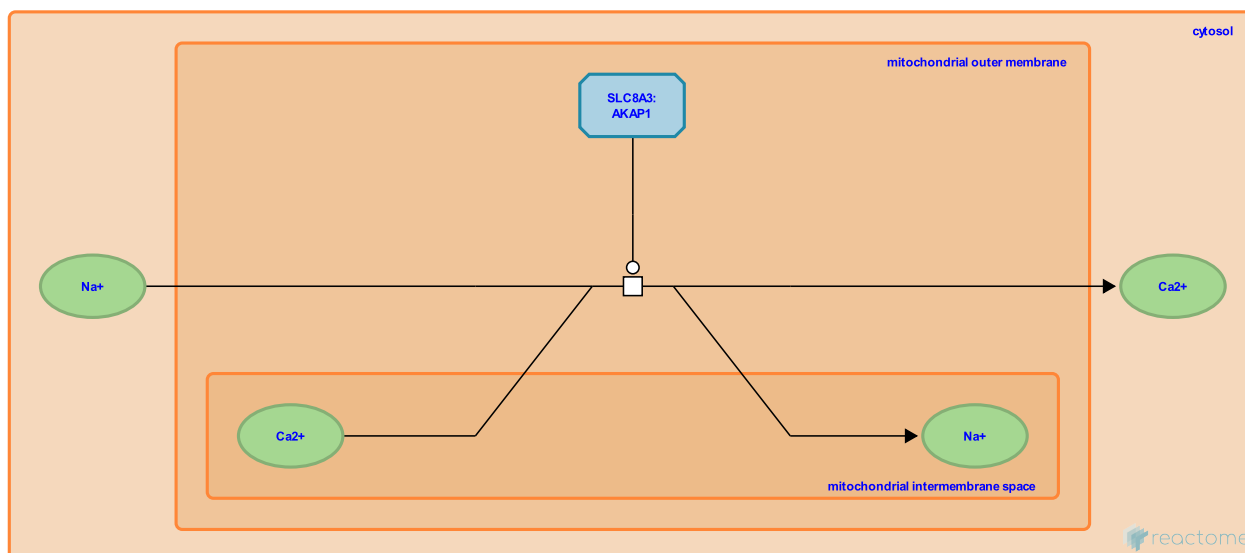 cytosol
mitochondrial outer membrane
SLC8A3:
AKAP1
Na+
Ca2+
Ca2+
Na+
mitochondrial intermembrane space
reactome